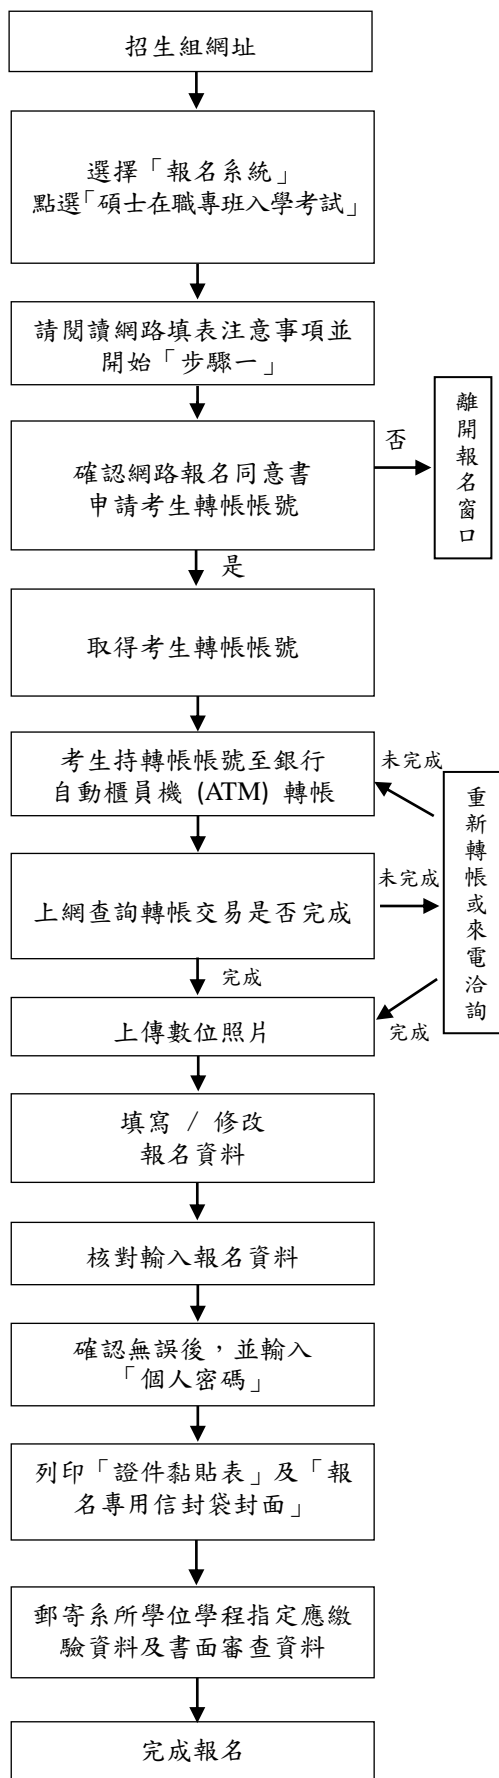 招生組網址
選擇「報名系統」
點選「碩士在職專班入學考試」
請閱讀網路填表注意事項並
開始「步驟一」
確認網路報名同意書
申請考生轉帳帳號
否
離開報名窗口
是
取得考生轉帳帳號
考生持轉帳帳號至銀行
自動櫃員機 (ATM) 轉帳
未完成
上網查詢轉帳交易是否完成
未完成
重新轉帳或來電洽詢
完成
完成
上傳數位照片
填寫 / 修改
報名資料
核對輸入報名資料
確認無誤後，並輸入
「個人密碼」
列印「證件黏貼表」及「報
名專用信封袋封面」
郵寄系所學位學程指定應繳
驗資料及書面審查資料
完成報名